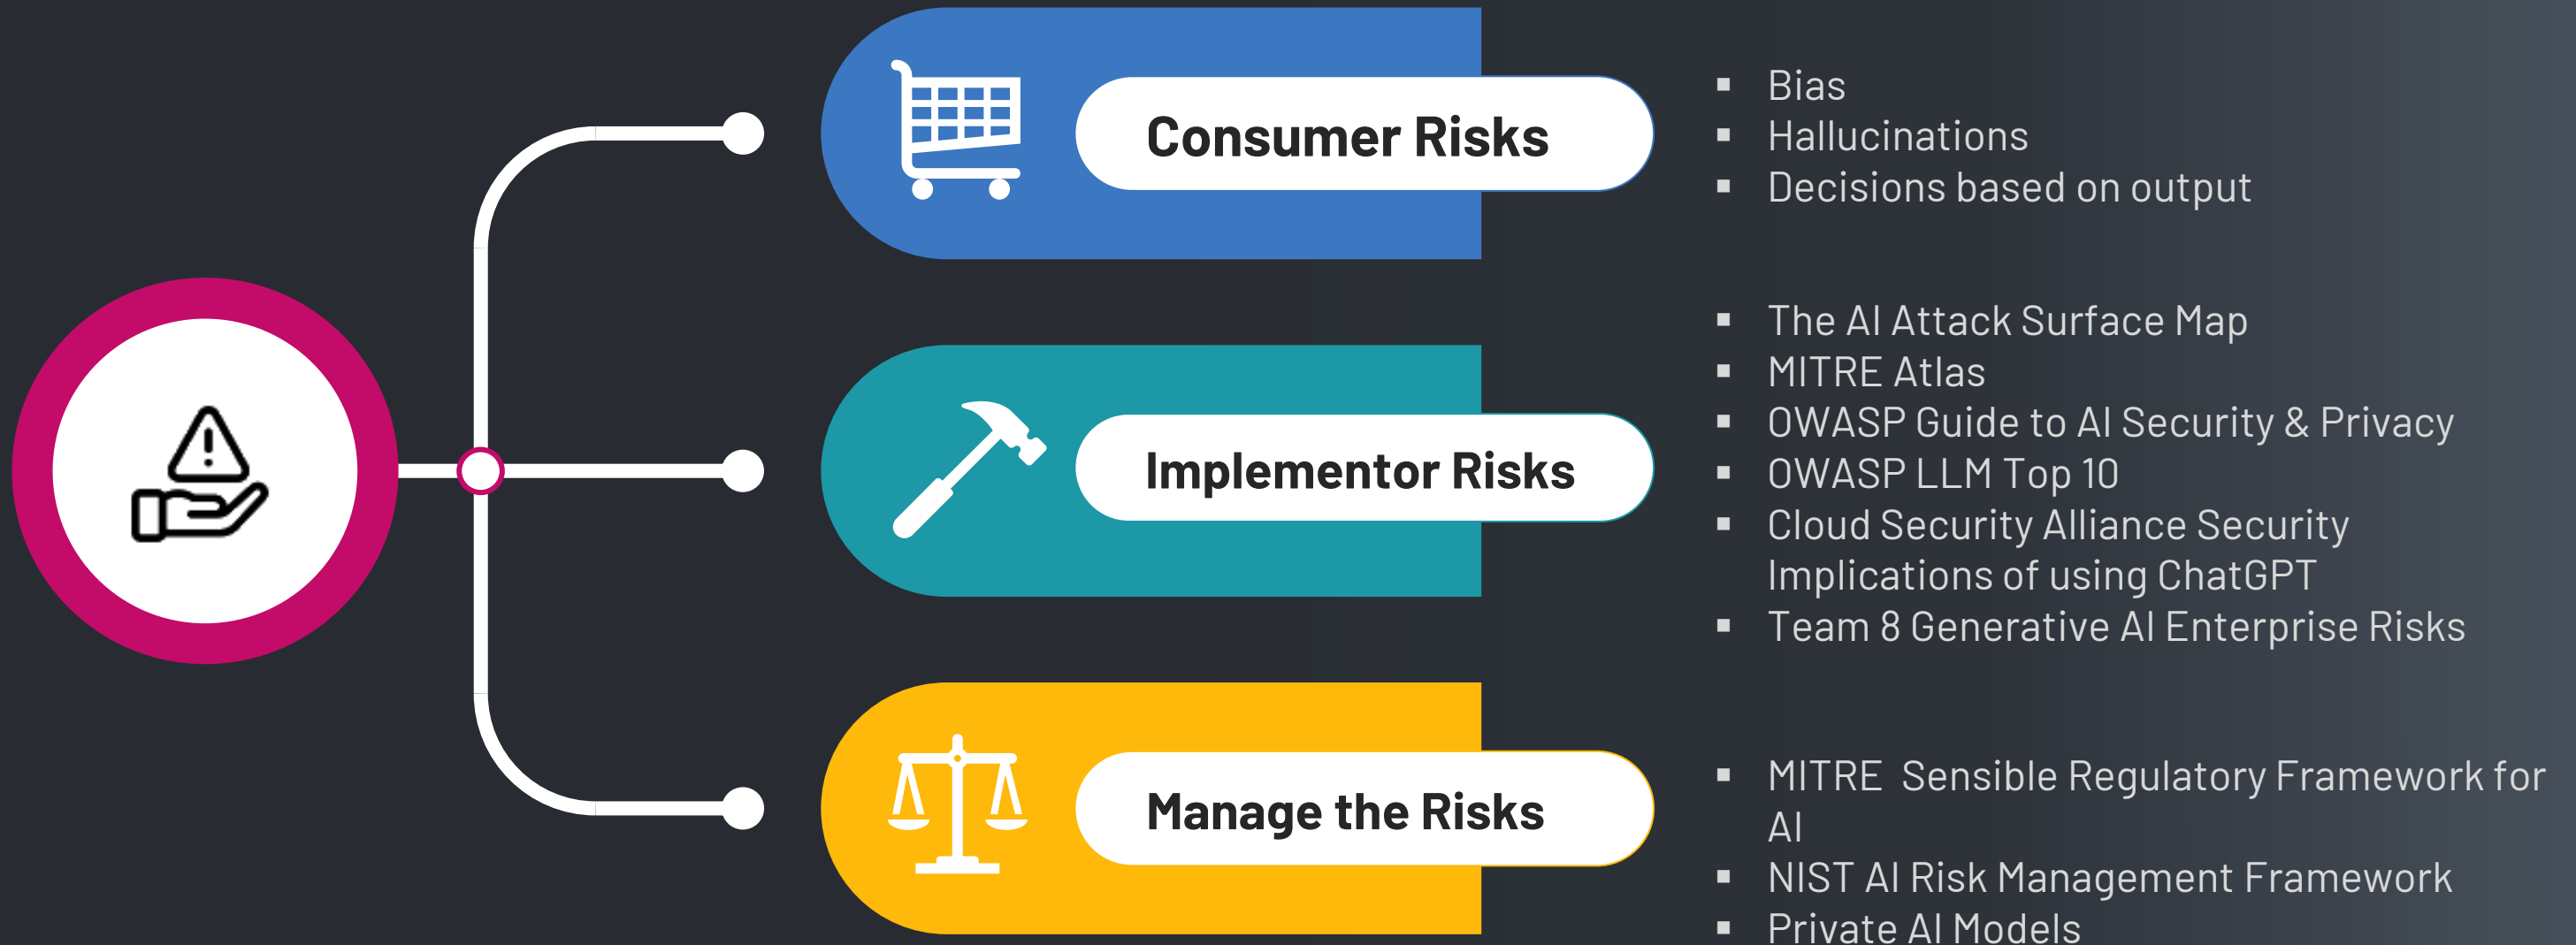 Consumer Risks
▪ Bias
▪ Hallucinations
▪ Decisions based on output
Implementor Risks
▪ The AI Attack Surface Map
▪ MITRE Atlas
▪ OWASP Guide to AI Security & Privacy
▪ OWASP LLM Top 10
▪ Cloud Security Alliance Security
Implications of using ChatGPT
▪ Team 8 Generative AI Enterprise Risks
Manage the Risks
▪ MITRE  Sensible Regulatory Framework for
AI
▪ NIST AI Risk Management Framework
▪ Private AI Models